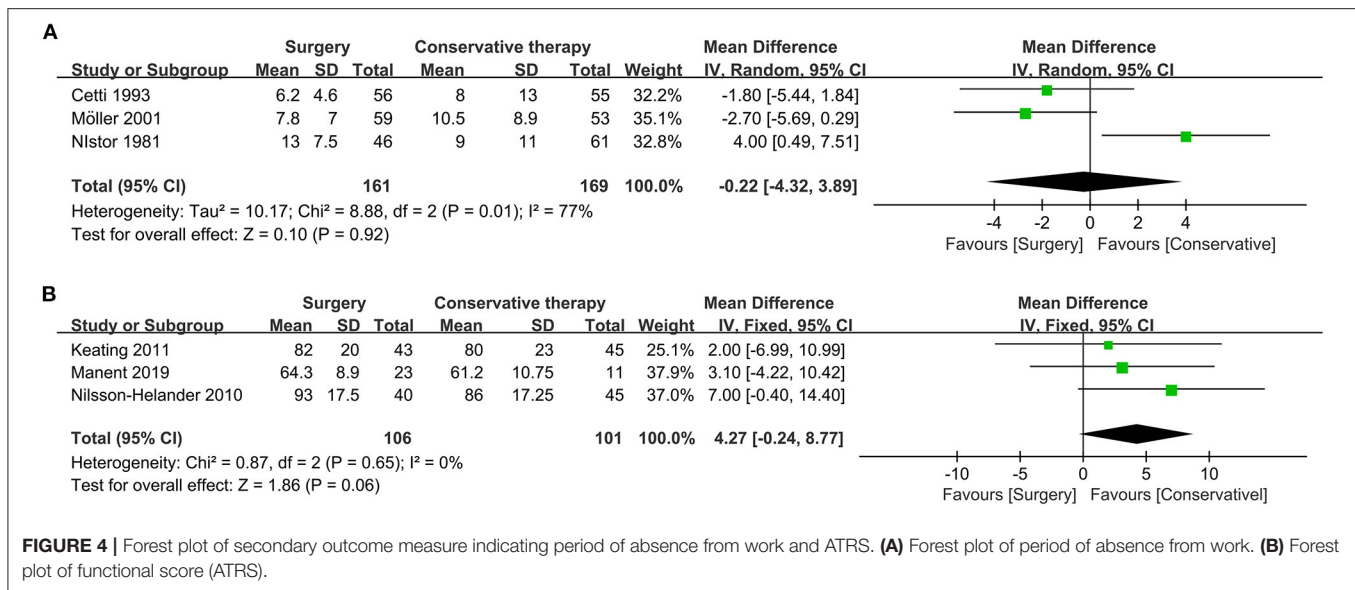 A
Surgery Conservative therapy Mean Difference Mean Difference
Study or Subgroup Mean SD Total Mean SD Total Weight IV, Random, 95% CI IV, Random, 95% CI
Cetti 1993 6.2 4.6 56 8 13 55 32.2% -1.80 [-5.44, 1.84]
Möller 2001 7.8 7 59 10.5 8.9 53 35.1% -2.70 [-5.69, 0.29]
NIstor 1981 13 7.5 46 9 11 61 32.8% 4.00 [0.49, 7.51]
Total (95% CI) 161 169 100.0% -0.22 [-4.32, 3.89]
Heterogeneity: Tau² = 10.17; Chi² = 8.88, df = 2 (P = 0.01); I² = 77%
Test for overall effect: Z = 0.10 (P = 0.92)
-4 -2 0 2 4
Favours [Surgery] Favours [Conservative]
B
Surgery Conservative therapy Mean Difference Mean Difference
Study or Subgroup Mean SD Total Mean SD Total Weight IV, Fixed, 95% CI IV, Fixed, 95% CI
Keating 2011 82 20 43 80 23 45 25.1% 2.00 [-6.99, 10.99]
Manent 2019 64.3 8.9 23 61.2 10.75 11 37.9% 3.10 [-4.22, 10.42]
Nilsson-Helander 2010 93 17.5 40 86 17.25 45 37.0% 7.00 [-0.40, 14.40]
Total (95% CI) 106 101 100.0% 4.27 [-0.24, 8.77]
Heterogeneity: Chi² = 0.87, df = 2 (P = 0.65); I² = 0%
Test for overall effect: Z = 1.86 (P = 0.06)
-10 -5 0 5 10
Favours [Surgery] Favours [Conservativel]
FIGURE 4 | Forest plot of secondary outcome measure indicating period of absence from work and ATRS. (A) Forest plot of period of absence from work. (B) Forest
plot of functional score (ATRS).